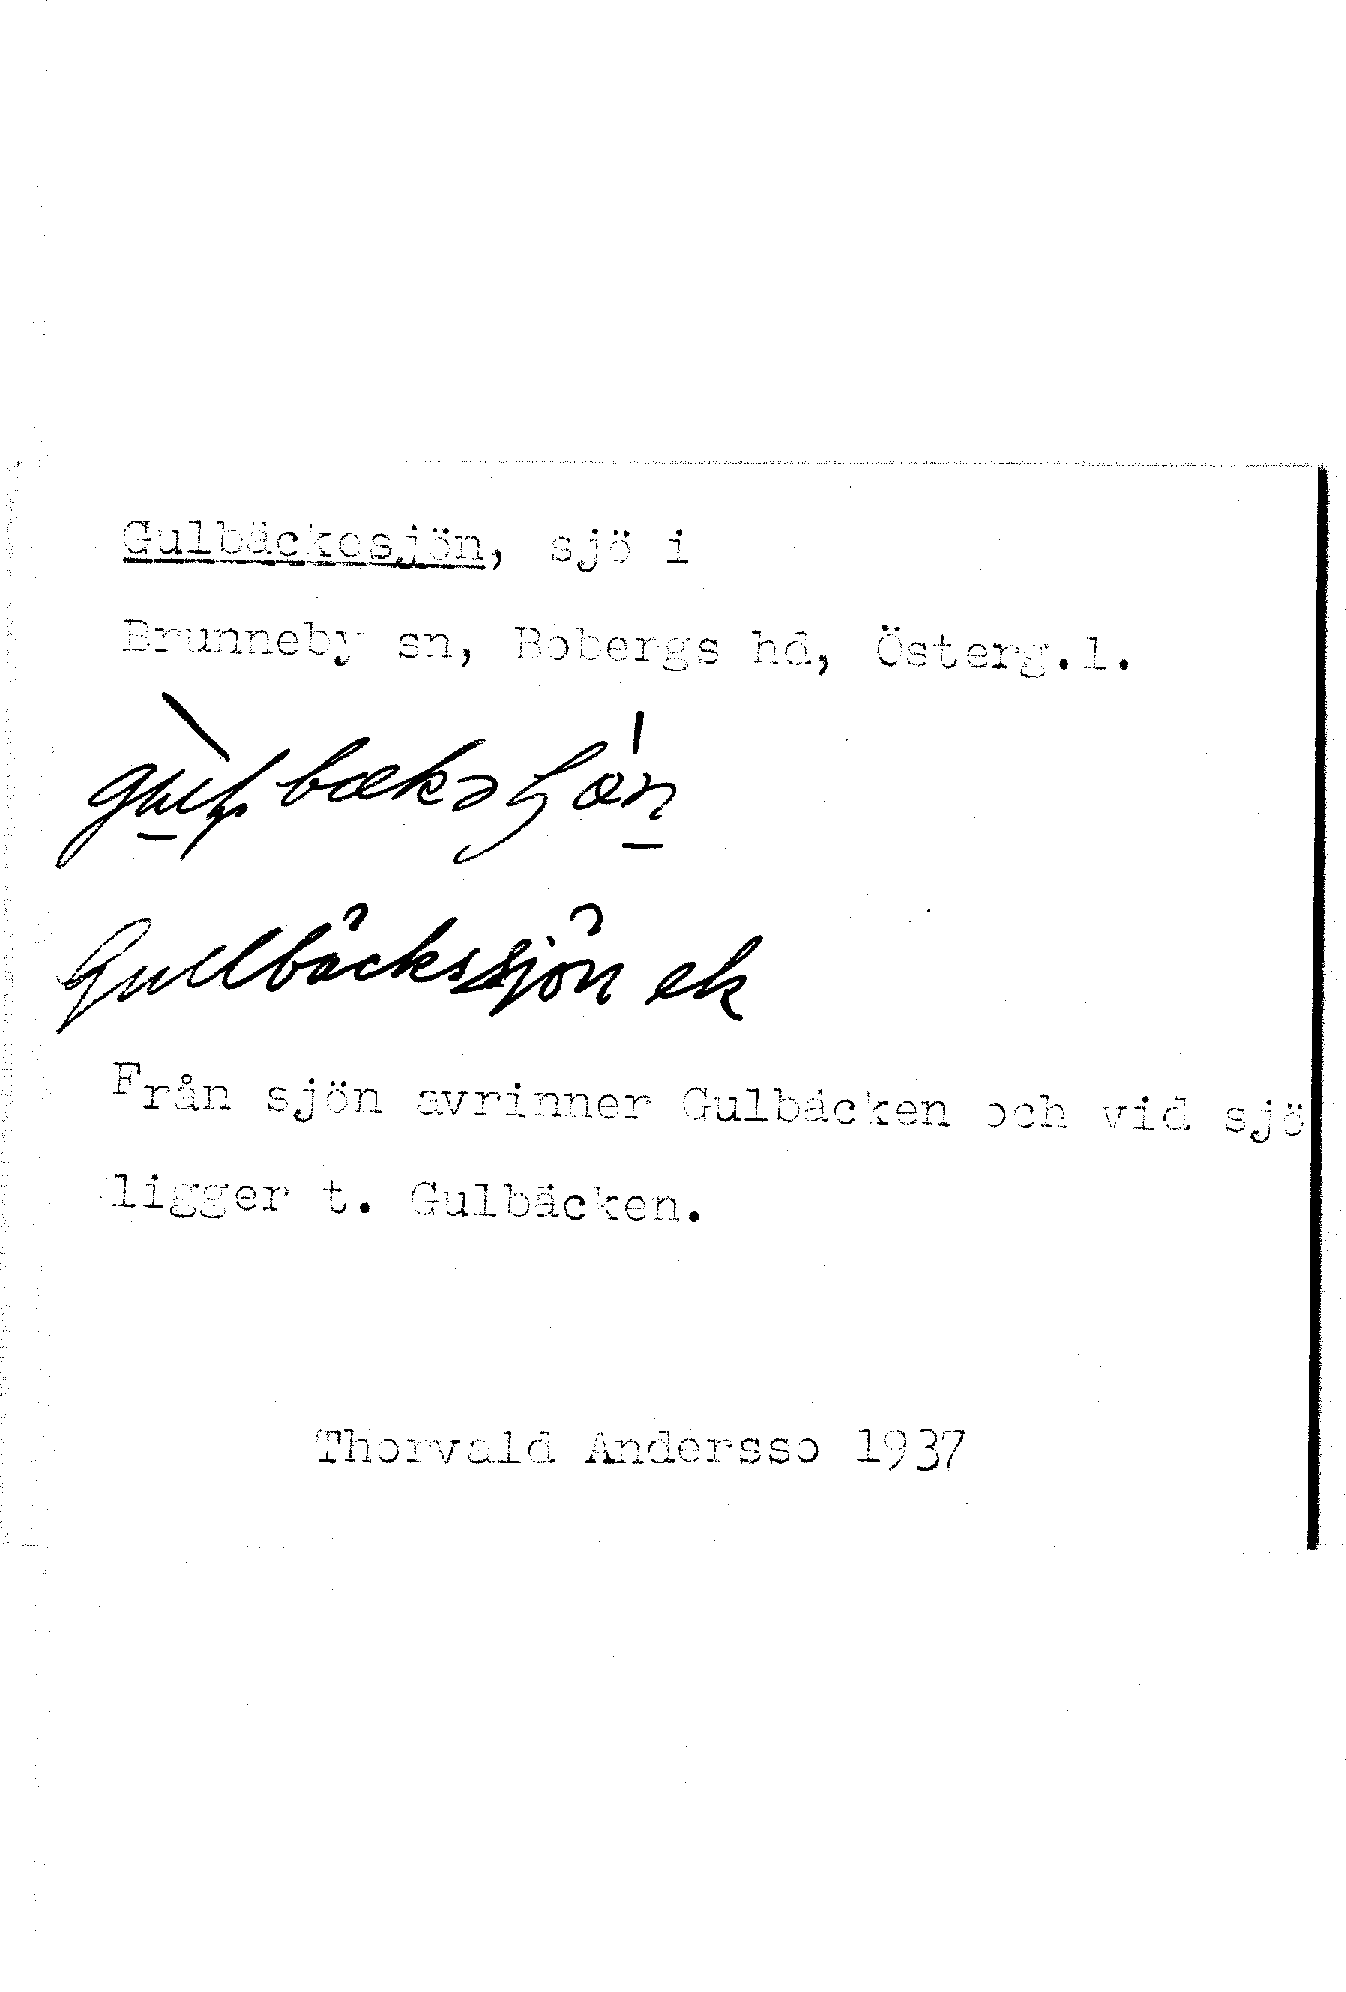 Gulbäckesjön, sjö i
Brunneby sn, Bobergs hd, Österg.l.
Gullbäckssjön ek
Från sjön avrinner Gulbäcken och vid sjö
ligger t. Gulbäcken.
Thorvald Andersso 1937